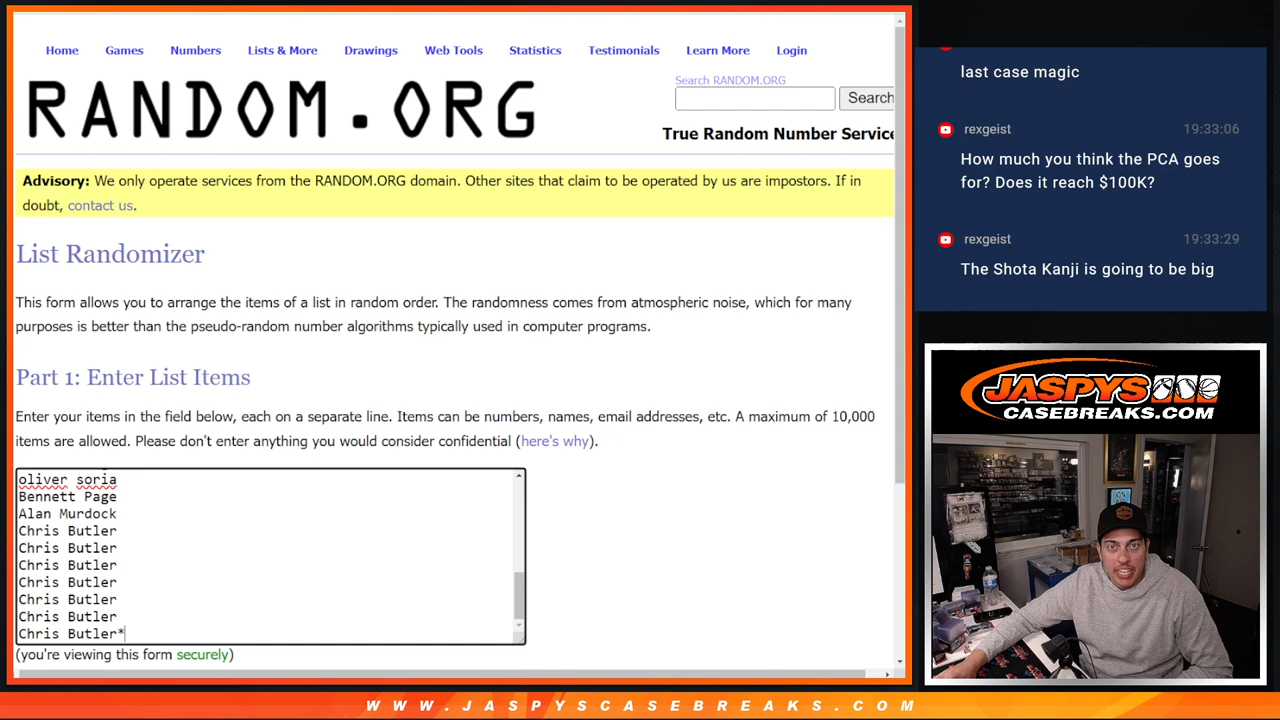 Home Games Numbers Lists & More Drawings Web Tools Statistics Testimonials Learn More Login
RANDOM.ORG
Search RANDOM.ORG
Search
True Random Number Service
Advisory: We only operate services from the RANDOM.ORG domain. Other sites that claim to be operated by us are impostors. If in
doubt, contact us.
List Randomizer
This form allows you to arrange the items of a list in random order. The randomness comes from atmospheric noise, which for many
purposes is better than the pseudo-random number algorithms typically used in computer programs.
Part 1: Enter List Items
Enter your items in the field below, each on a separate line. Items can be numbers, names, email addresses, etc. A maximum of 10,000
items are allowed. Please don't enter anything you would consider confidential (here's why).
oliver soria
Bennett Page
Alan Murdock
Chris Butler
Chris Butler
Chris Butler
Chris Butler
Chris Butler
Chris Butler
Chris Butler*
(you're viewing this form securely)
last case magic
rexgeist 19:33:06
How much you think the PCA goes
for? Does it reach $100K?
rexgeist 19:33:29
The Shota Kanji is going to be big
JASPYS
CASEBREAKS.COM
WWW.JASPYSCASEBREAKS.COM